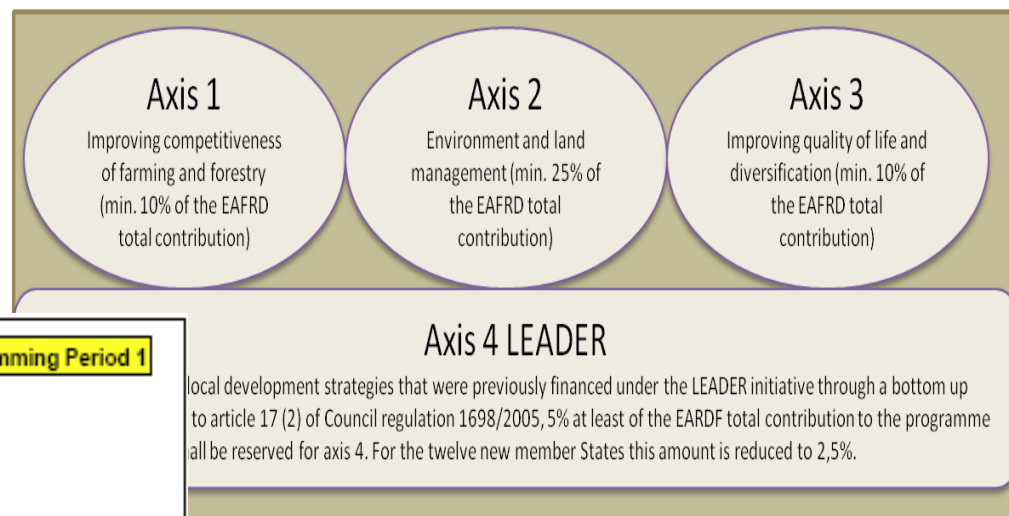 Axis 1
Improving competitiveness
of farming and forestry
(min. 10% of the EAFRD
total contribution)
Axis 2
Environment and land
management (min. 25% of
the EAFRD total
contribution)
Axis 3
Improving quality of life and
diversification (min. 10% of
the EAFRD total
contribution)
Axis 4 LEADER
local development strategies that were previously financed under the LEADER initiative through a bottom up
to article 17 (2) of Council regulation 1698/2005, 5% at least of the EARDF total contribution to the programme
all be reserved for axis 4. For the twelve new member States this amount is reduced to 2,5%.
mming Period 1